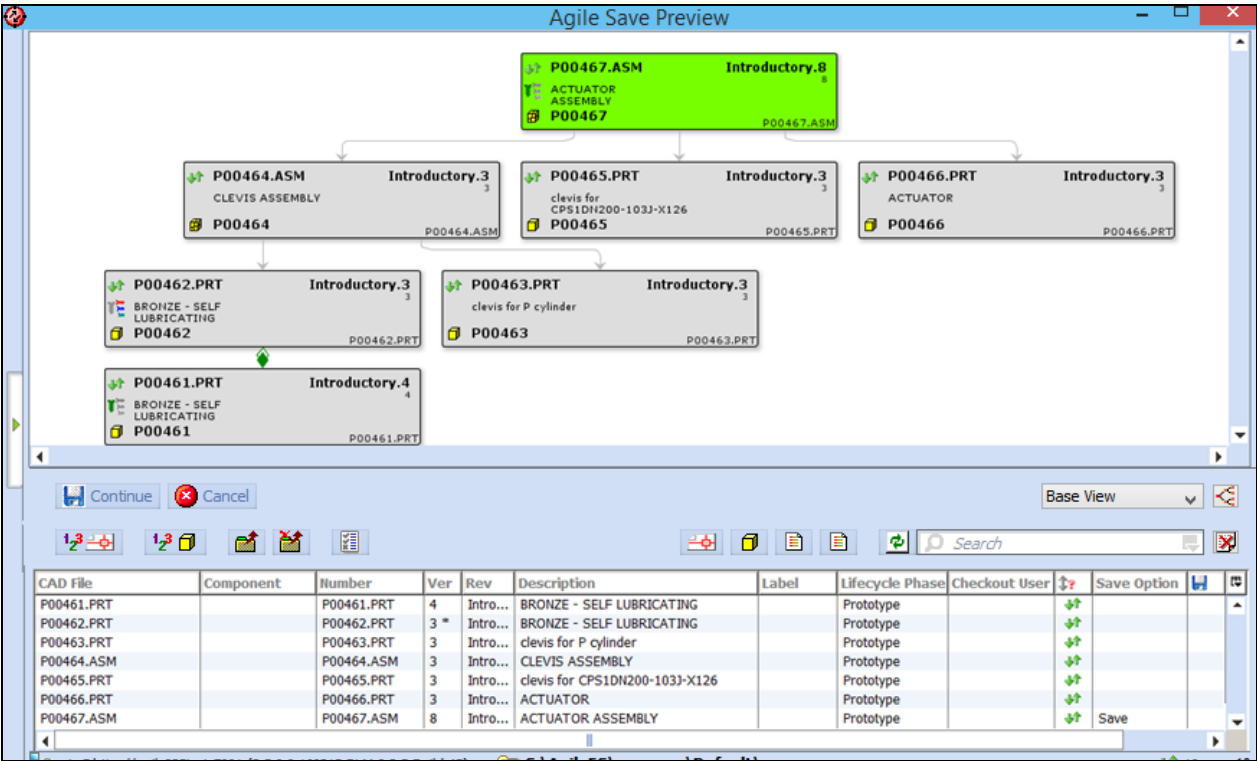 Agile Save Preview
P00467.ASM Introductory.8
8
ACTUATOR
ASSEMBLY
P00467 P00467.ASM
P00464.ASM Introductory.3
3
CLEVIS ASSEMBLY
P00464 P00464.ASM
P00465.PRT Introductory.3
3
clevis for
CPS1DN200-103J-X126
P00465 P00465.PRT
P00466.PRT Introductory.3
3
ACTUATOR
P00466 P00466.PRT
P00462.PRT Introductory.3
3
BRONZE - SELF
LUBRICATING
P00462 P00462.PRT
P00463.PRT Introductory.3
3
clevis for P cylinder
P00463 P00463.PRT
P00461.PRT Introductory.4
4
BRONZE - SELF
LUBRICATING
P00461 P00461.PRT
Continue Cancel Base View
Search
CAD File Component Number Ver Rev Description Label Lifecycle Phase Checkout User Save Option
P00461.PRT P00461.PRT 4 Intro... BRONZE - SELF LUBRICATING Prototype
P00462.PRT P00462.PRT 3 * Intro... BRONZE - SELF LUBRICATING Prototype
P00463.PRT P00463.PRT 3 Intro... clevis for P cylinder Prototype
P00464.ASM P00464.ASM 3 Intro... CLEVIS ASSEMBLY Prototype
P00465.PRT P00465.PRT 3 Intro... clevis for CPS1DN200-103J-X126 Prototype
P00466.PRT P00466.PRT 3 Intro... ACTUATOR Prototype
P00467.ASM P00467.ASM 8 Intro... ACTUATOR ASSEMBLY Prototype Save